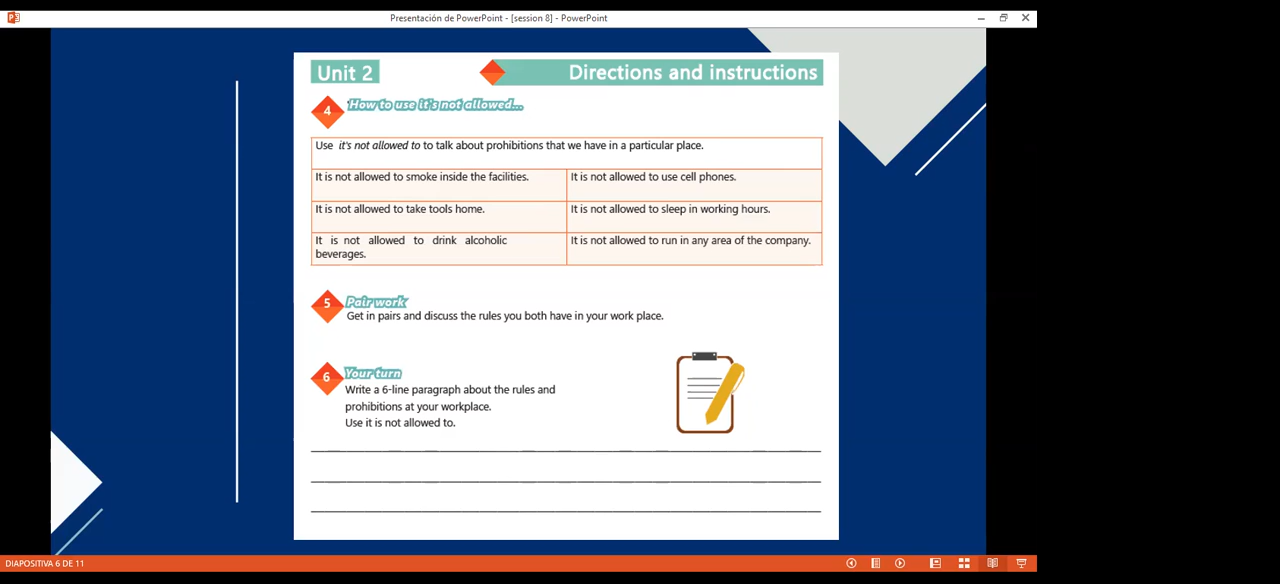 Presentación de PowerPoint - [session 8] - PowerPoint
Unit 2
Directions and instructions
4
How to use it's not allowed...
Use it's not allowed to to talk about prohibitions that we have in a particular place.
It is not allowed to smoke inside the facilities.
It is not allowed to use cell phones.
It is not allowed to take tools home.
It is not allowed to sleep in working hours.
It is not allowed to drink alcoholic
beverages.
It is not allowed to run in any area of the company.
5
Pair work
Get in pairs and discuss the rules you both have in your work place.
6
Your turn
Write a 6-line paragraph about the rules and
prohibitions at your workplace.
Use it is not allowed to.
DIAPOSITIVA 6 DE 11